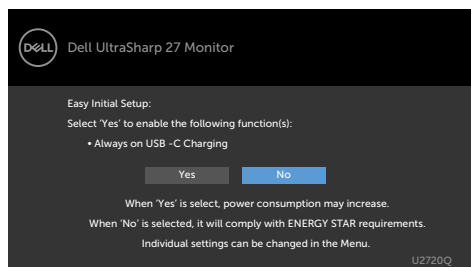 DELL
Dell UltraSharp 27 Monitor
Easy Initial Setup:
Select ‘Yes’ to enable the following function(s):
• Always on USB -C Charging
Yes
No
When ‘Yes’ is select, power consumption may increase.
When ‘No’ is selected, it will comply with ENERGY STAR requirements.
Individual settings can be changed in the Menu.
U2720Q